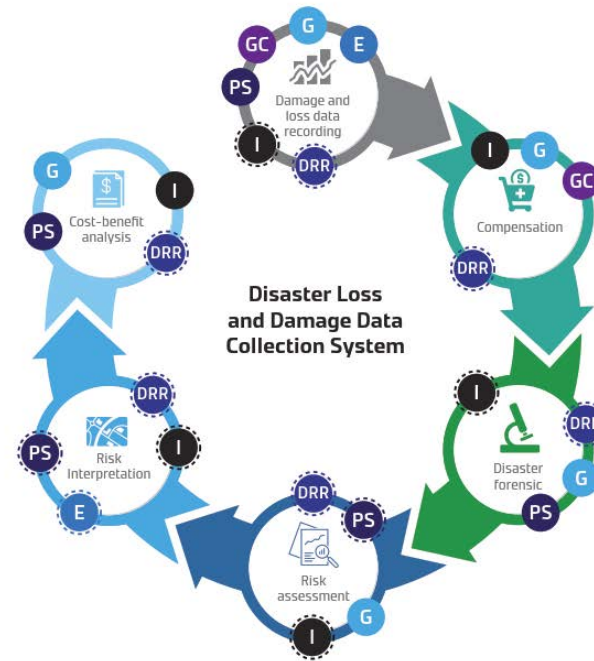 G
GC
E
PS
Damage and
loss data
recording
I
DRR
I
G
GC
Compensation
DRR
I
DRR
Disaster
forensic
G
PS
DRR
PS
Risk
assessment
G
I
DRR
PS
Risk
Interpretation
I
E
G
I
Cost-benefit
analysis
PS
DRR
$
Disaster Loss
and Damage Data
Collection System